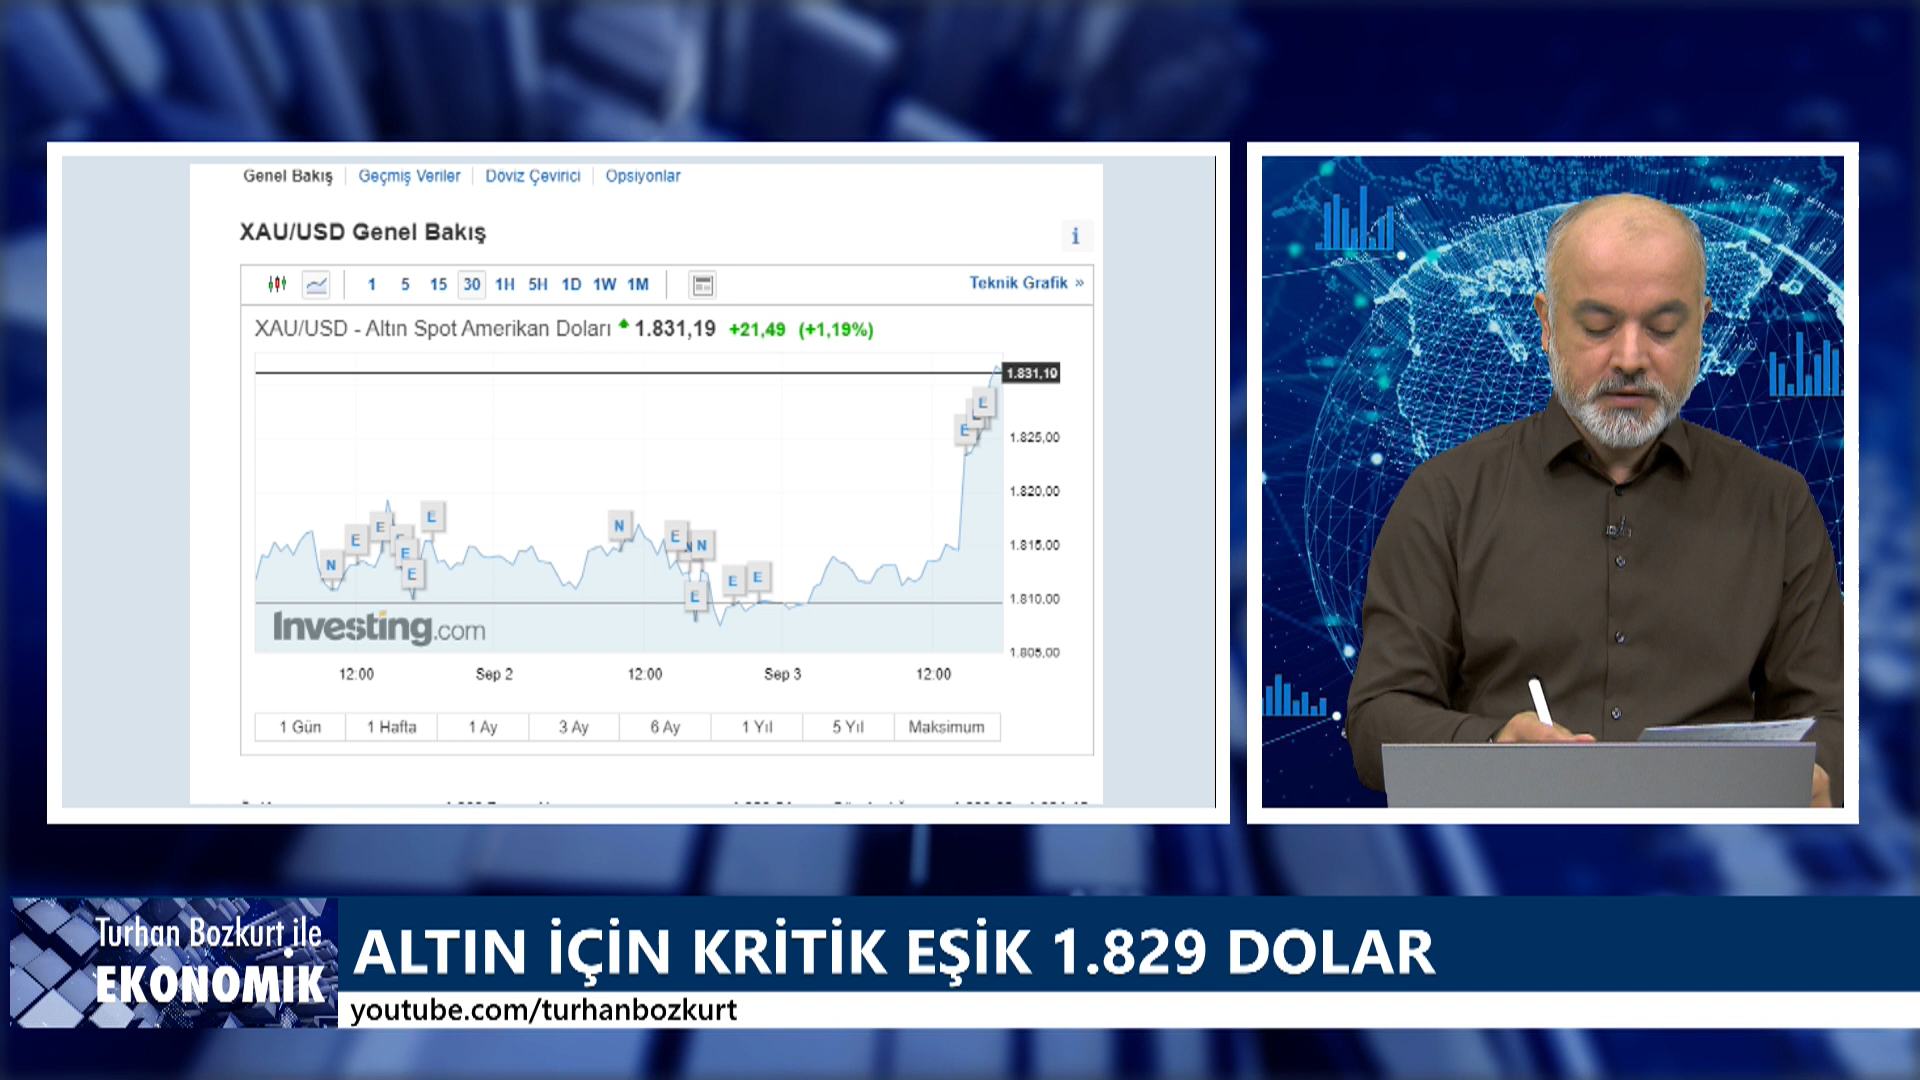 Genel Bakış Geçmiş Veriler Döviz Çevirici Opsiyonlar
XAU/USD Genel Bakış
i
1 5 15 30 1H 5H 1D 1W 1M
Teknik Grafik »
XAU/USD - Altın Spot Amerikan Doları 1.831,19 +21,49 (+1,19%)
1.831,19
E
E
1.825,00
1.820,00
E
N
E
E
E
N
1.815,00
N
E
E
E
E
E
1.810,00
Investing.com
1.805,00
12:00 Sep 2 12:00 Sep 3 12:00
1 Gün 1 Hafta 1 Ay 3 Ay 6 Ay 1 Yıl 5 Yıl Maksimum
Turhan Bozkurt ile
EKONOMİK
ALTIN İÇİN KRİTİK EŞİK 1.829 DOLAR
youtube.com/turhanbozkurt